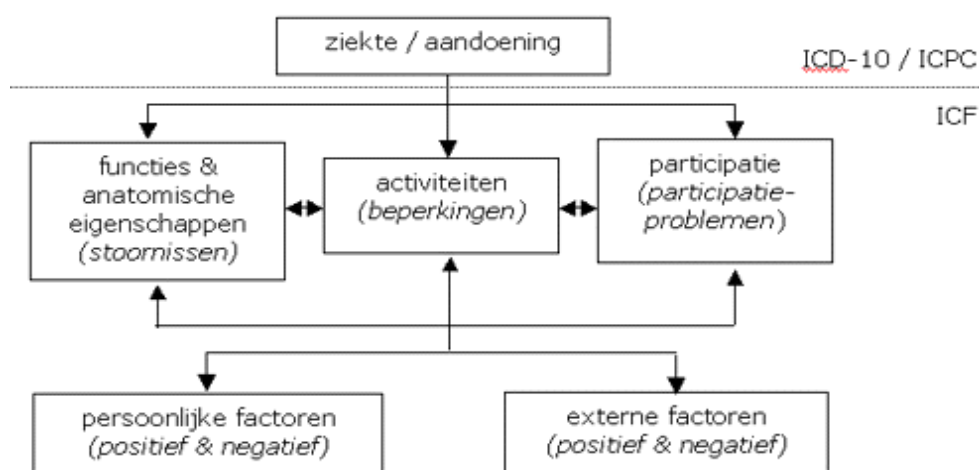 ziekte / aandoening
ICD-10 / ICPC
ICF
functies &
anatomische
eigenschappen
(stoornissen)
activiteiten
(beperkingen)
participatie
(participatie-
problemen)
persoonlijke factoren
(positief & negatief)
externe factoren
(positief & negatief)